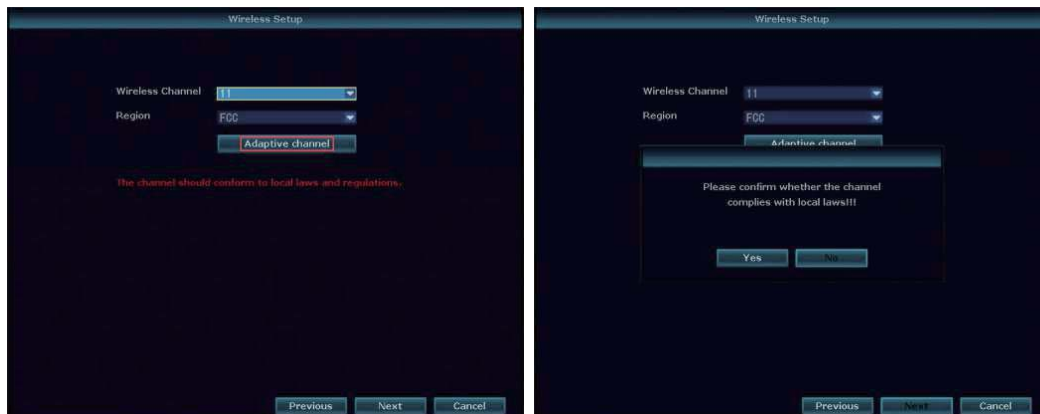 Wireless Setup
Wireless Channel 11
Region FCC
Adaptive channel
The channel should conform to local laws and regulations.
Previous Next Cancel
Wireless Setup
Wireless Channel 11
Region FCC
Adaptive channel
Please confirm whether the channel
complies with local laws!!!
Yes No
Previous Next Cancel